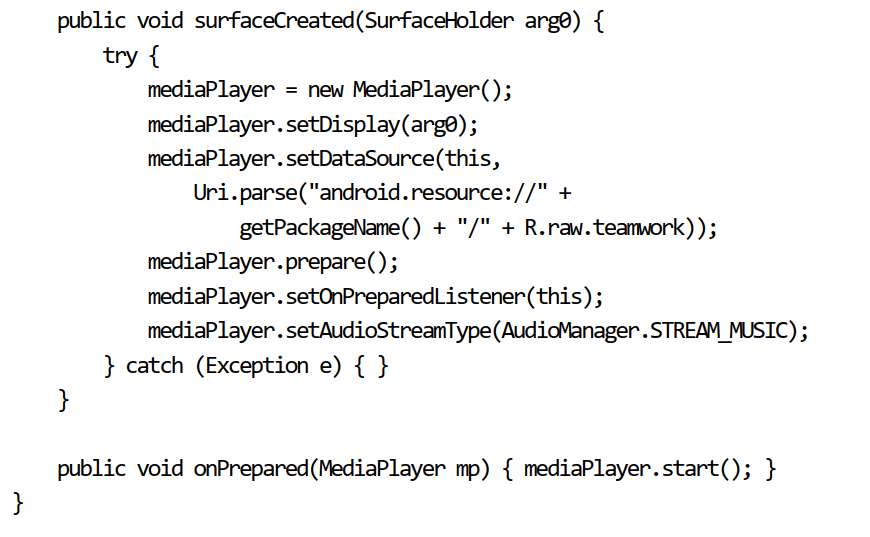 public void surfaceCreated(SurfaceHolder arg0) {
try {
mediaPlayer = new MediaPlayer();
mediaPlayer.setDisplay(arg0);
mediaPlayer.setDataSource(this,
Uri.parse("android.resource://" +
getPackageName() + "/" + R.raw.teamwork));
mediaPlayer.prepare();
mediaPlayer.setOnPreparedListener(this);
mediaPlayer.setAudioStreamType(AudioManager.STREAM_MUSIC);
} catch (Exception e) { }
}
public void onPrepared(MediaPlayer mp) { mediaPlayer.start(); }
}